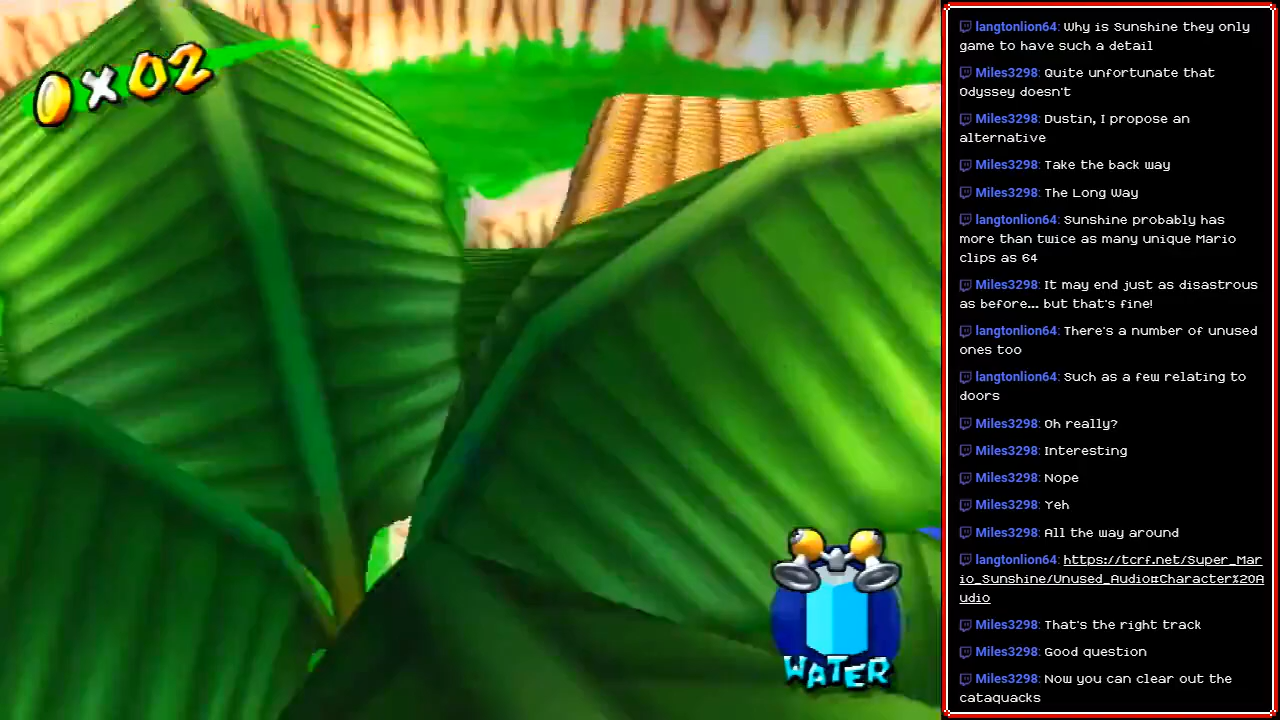 0×02
WATER
langtonlion64: Why is Sunshine they only
game to have such a detail
Miles3298: Quite unfortunate that
Odyssey doesn't
Miles3298: Dustin, I propose an
alternative
Miles3298: Take the back way
Miles3298: The Long Way
langtonlion64: Sunshine probably has
more than twice as many unique Mario
clips as 64
Miles3298: It may end just as disastrous
as before... but that's fine!
langtonlion64: There's a number of unused
ones too
langtonlion64: Such as a few relating to
doors
Miles3298: Oh really?
Miles3298: Interesting
Miles3298: Nope
Miles3298: Yeh
Miles3298: All the way around
langtonlion64: https://tcrf.net/Super_Mar
io_Sunshine/Unused_Audio#Character%20A
udio
Miles3298: That's the right track
Miles3298: Good question
Miles3298: Now you can clear out the
cataquacks